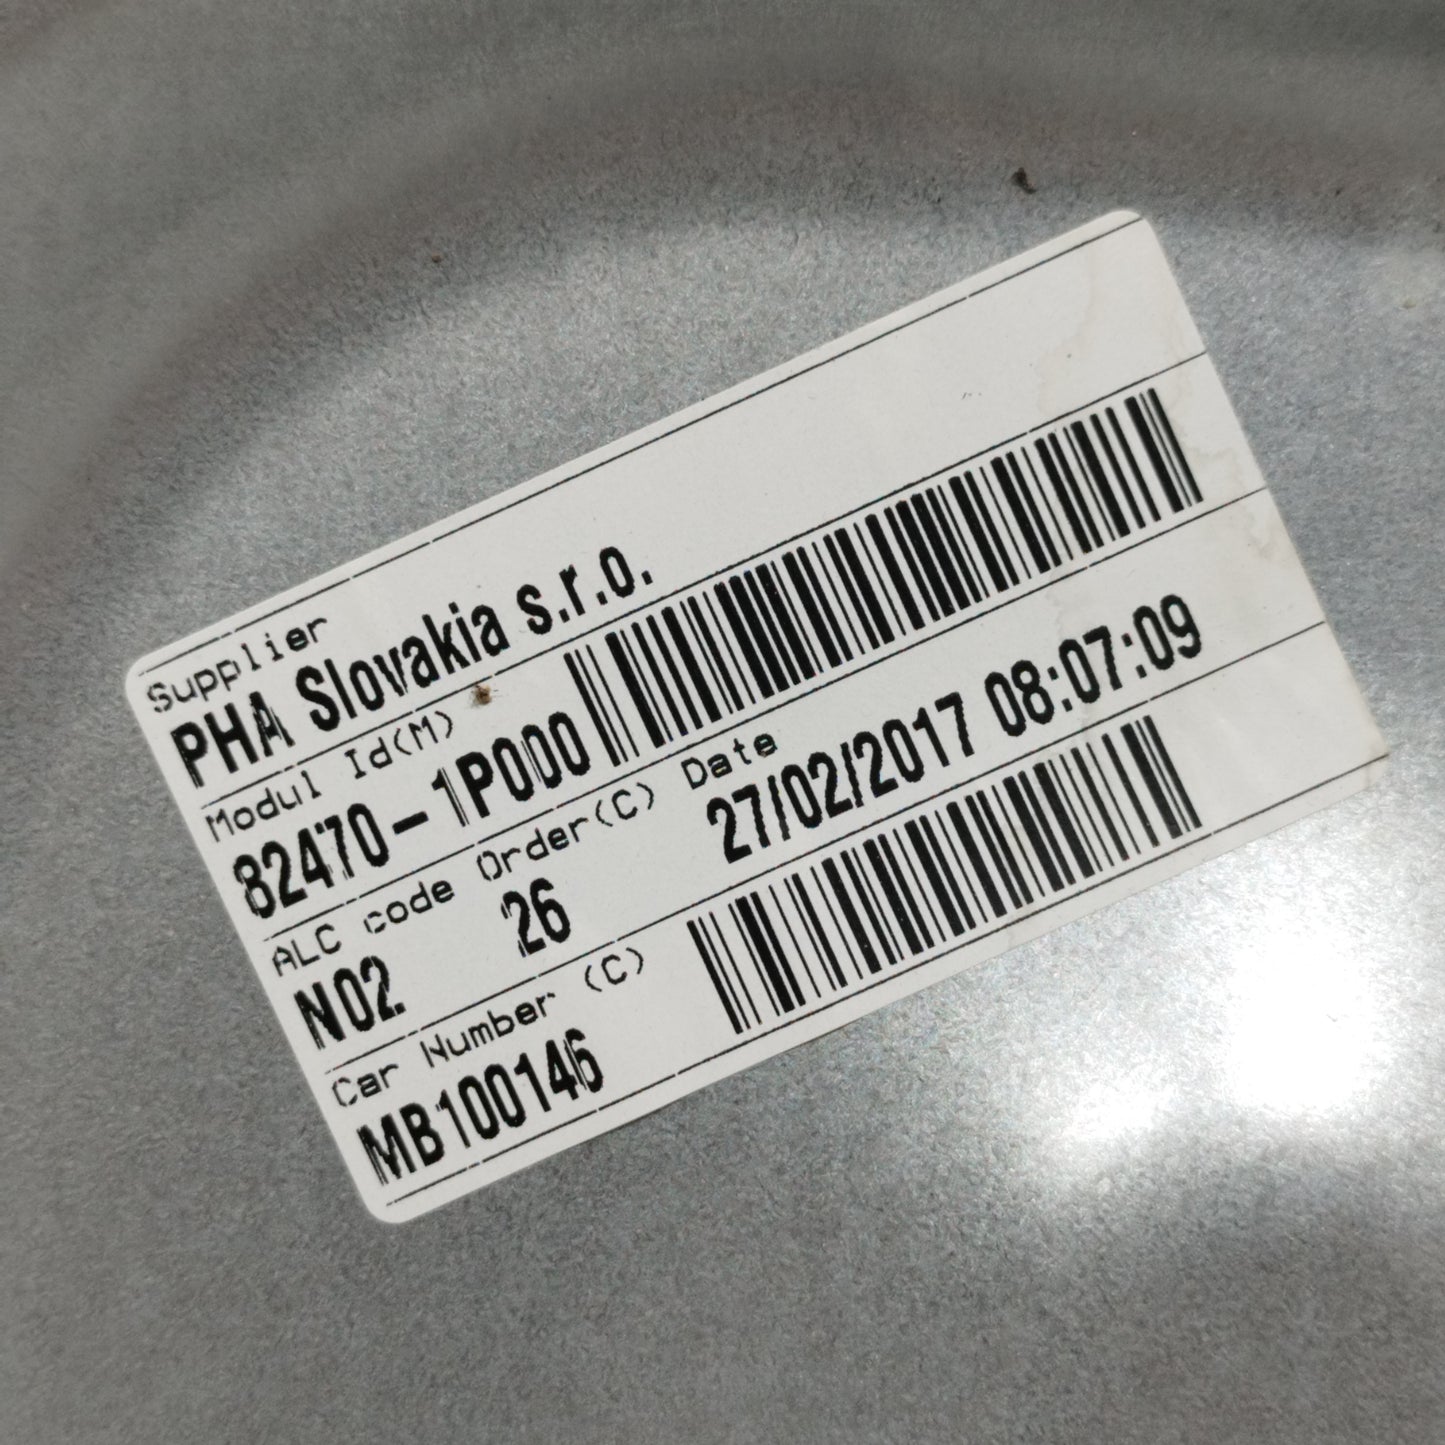 Supplier
PHA Slovakia s.r.o.
Modul Id(M)
82470-1P000
ALC code Order(C) Date
N02 26 27/02/2017 08:07:09
Car Number (C)
MB100146